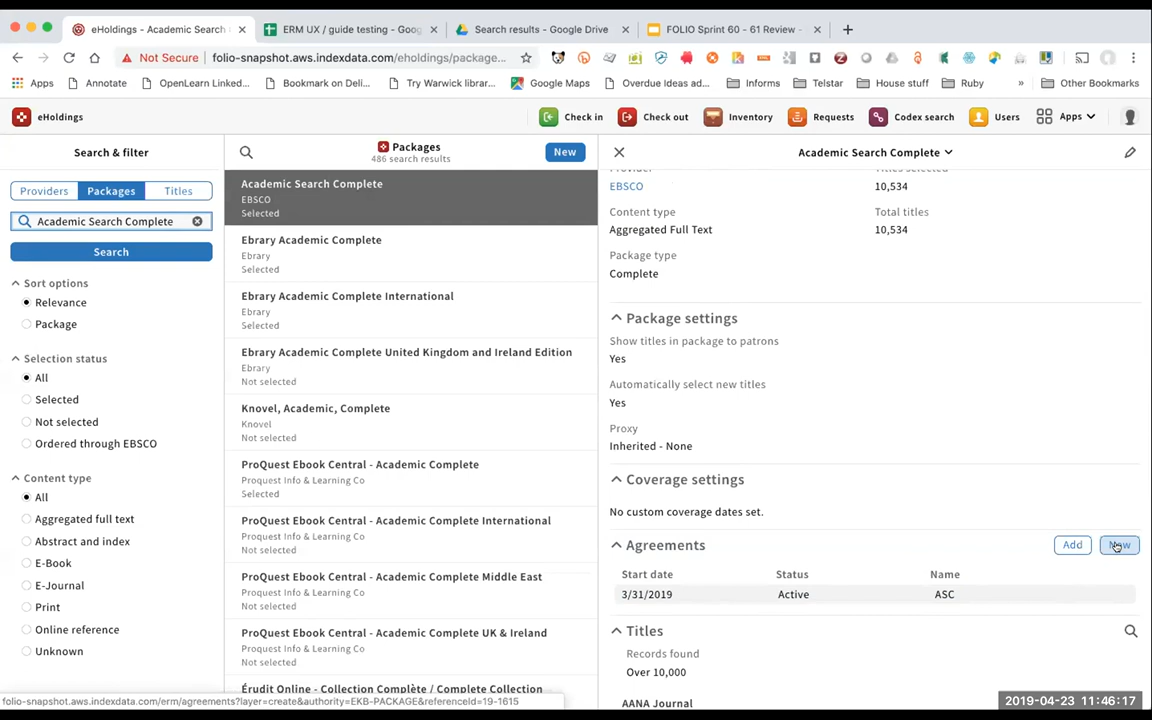 eHoldings - Academic Search
ERM UX / guide testing - Goog
Search results - Google Drive
FOLIO Sprint 60 - 61 Review -
Not Secure
folio-snapshot.aws.indexdata.com/eholdings/package...
Apps
Annotate
OpenLearn Linked...
Bookmark on Deli...
Try Warwick librar...
Google Maps
Overdue Ideas ad...
Informs
Telstar
House stuff
Ruby
»
Other Bookmarks
eHoldings
Check in
Check out
Inventory
Requests
Codex search
Users
Apps
Search & filter
Providers
Packages
Titles
Academic Search Complete
Search
Sort options
Relevance
Package
Selection status
All
Selected
Not selected
Ordered through EBSCO
Content type
All
Aggregated full text
Abstract and index
E-Book
E-Journal
Print
Online reference
Unknown
Packages
486 search results
New
Academic Search Complete
EBSCO
Selected
Ebrary Academic Complete
Ebrary
Selected
Ebrary Academic Complete International
Ebrary
Selected
Ebrary Academic Complete United Kingdom and Ireland Edition
Ebrary
Not selected
Knovel, Academic, Complete
Knovel
Not selected
ProQuest Ebook Central - Academic Complete
Proquest Info & Learning Co
Selected
ProQuest Ebook Central - Academic Complete International
Proquest Info & Learning Co
Not selected
ProQuest Ebook Central - Academic Complete Middle East
Proquest Info & Learning Co
Not selected
ProQuest Ebook Central - Academic Complete UK & Ireland
Proquest Info & Learning Co
Not selected
Érudit Online - Collection Complète / Complete Collection
Academic Search Complete
Provider
Titles selected
EBSCO
10,534
Content type
Total titles
Aggregated Full Text
10,534
Package type
Complete
Package settings
Show titles in package to patrons
Yes
Automatically select new titles
Yes
Proxy
Inherited - None
Coverage settings
No custom coverage dates set.
Agreements
Add
New
Start date
Status
Name
3/31/2019
Active
ASC
Titles
Records found
Over 10,000
AANA Journal
folio-snapshot.aws.indexdata.com/erm/agreements?layer=create&authority=EKB-PACKAGE&referenceId=19-1615
2019-04-23 11:46:17